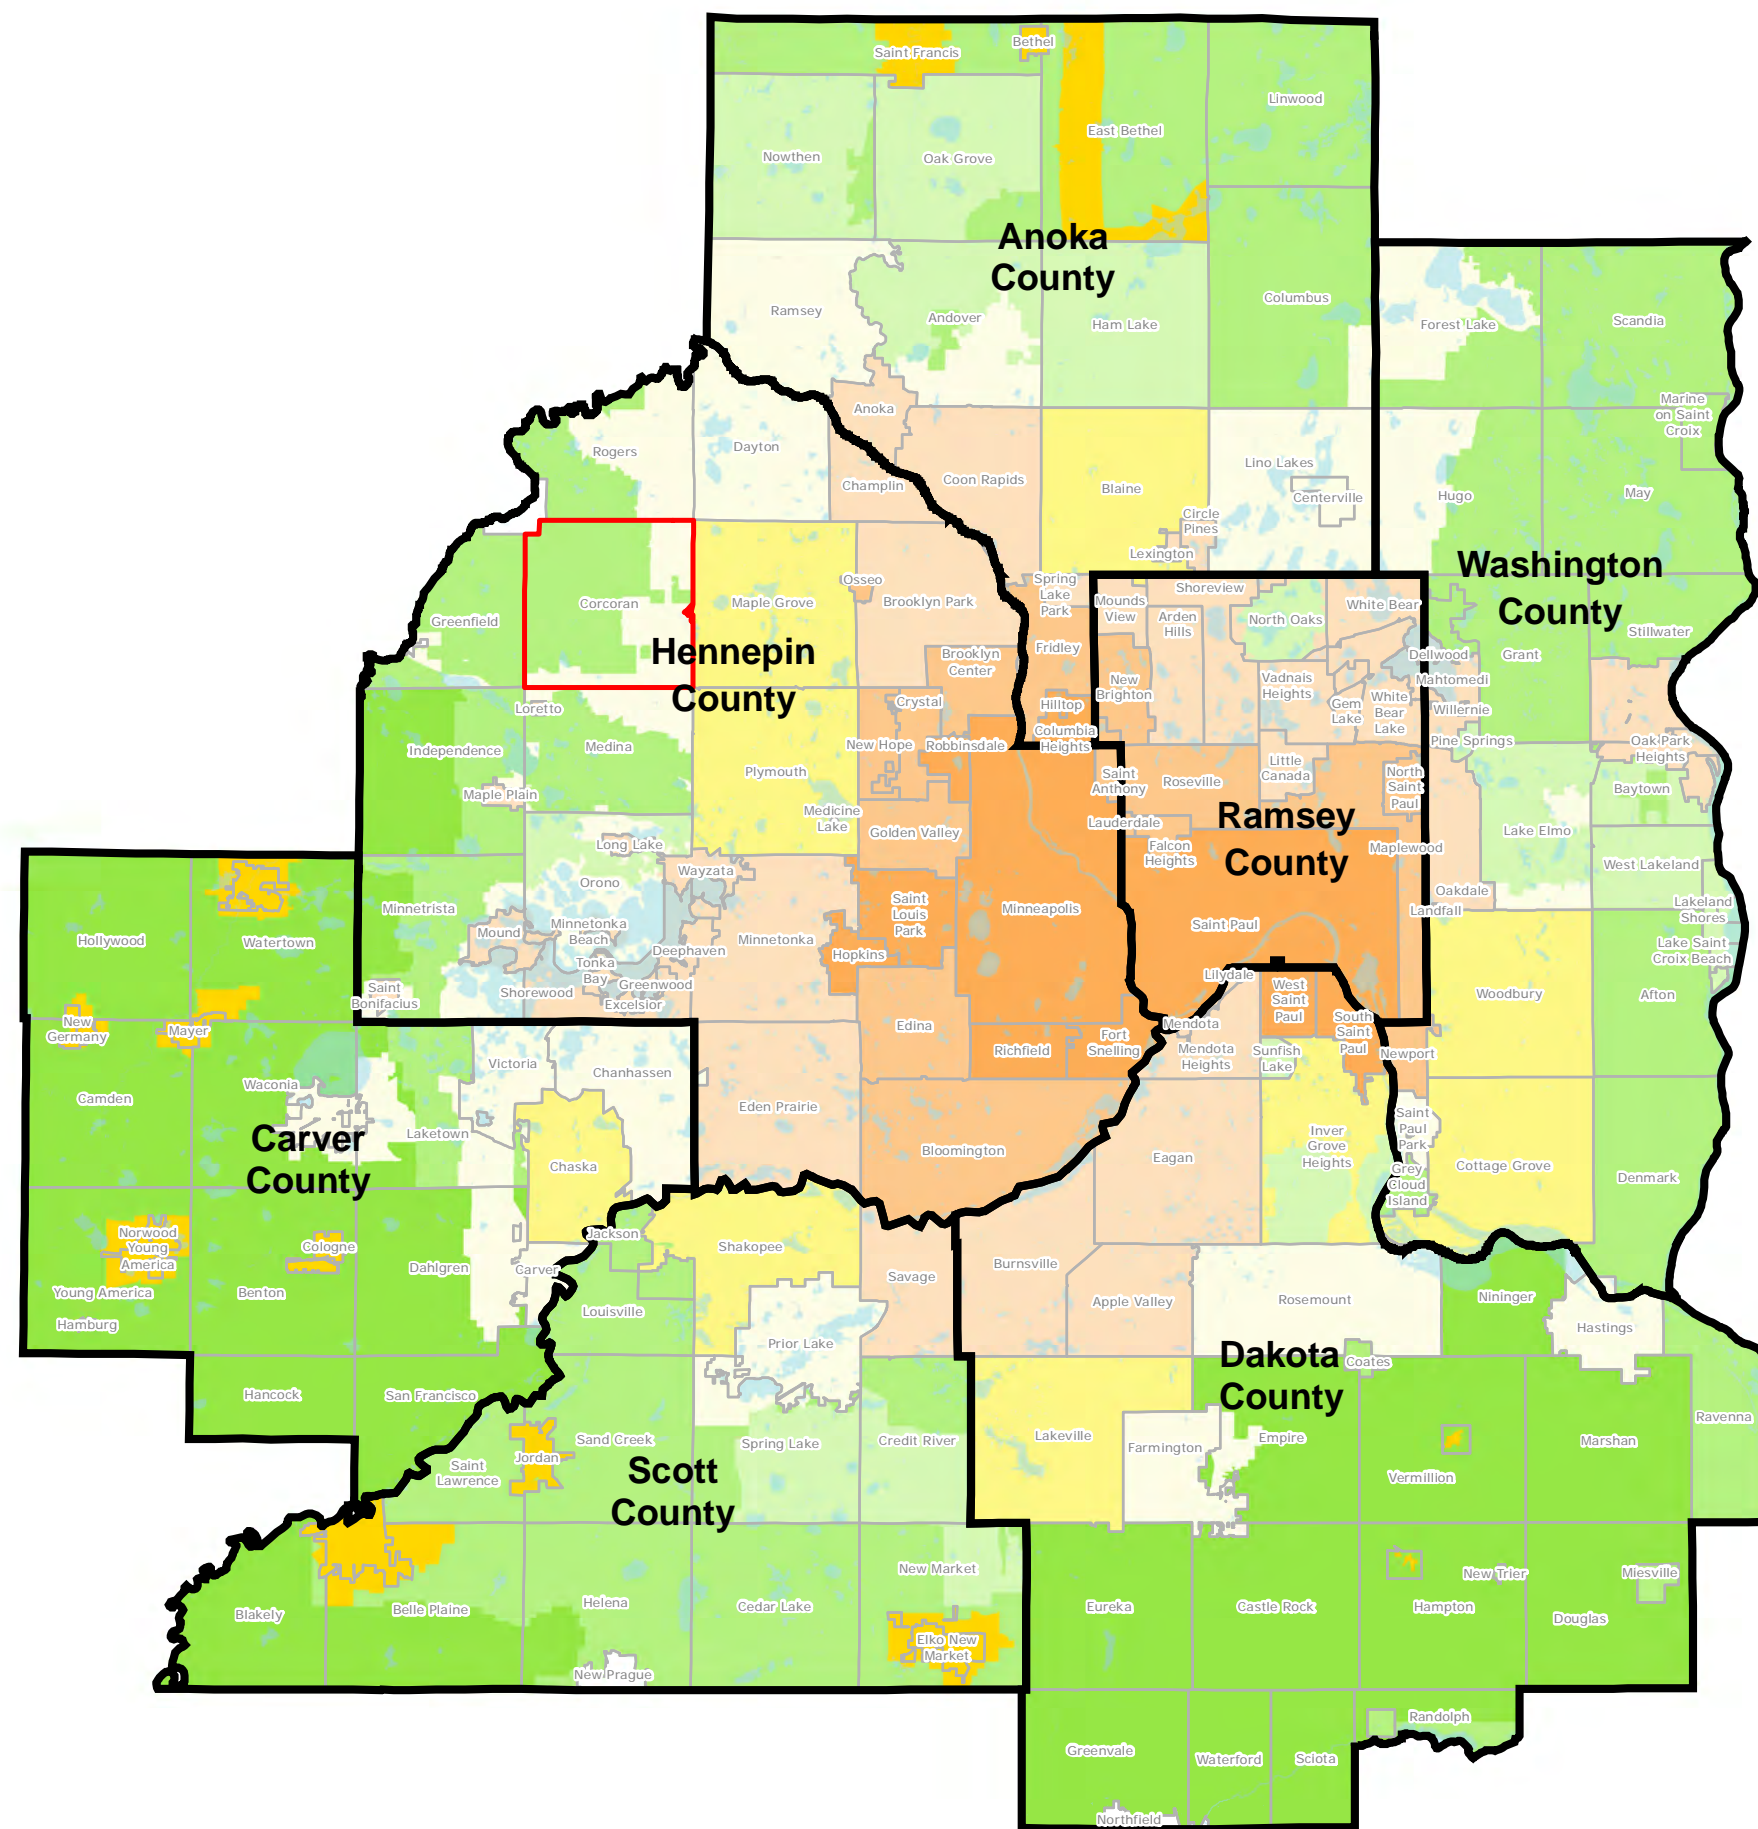 Saint Francis
Bethel
Linwood
East Bethel
Nowthen
Oak Grove
Anoka
County
Ramsey
Andover
Ham Lake
Columbus
Forest Lake
Scandia
Marine
on Saint
Croix
Anoka
Rogers
Dayton
Champlin
Coon Rapids
Blaine
Lino Lakes
Centerville
Hugo
May
Circle
Pines
Lexington
Washington
County
Corcoran
Maple Grove
Osseo
Brooklyn Park
Spring
Lake
Park
Mounds
View
Shoreview
Arden
Hills
North Oaks
White Bear
Greenfield
Stillwater
Hennepin
County
Brooklyn
Center
Fridley
Dellwood
Grant
Mahtomedi
New
Brighton
Vadnais
Heights
Gem
Lake
White
Bear
Lake
Willernie
Loretto
Crystal
Hilltop
Columbia
Heights
Pine Springs
Oak Park
Heights
Independence
Medina
New Hope
Robbinsdale
Plymouth
Saint
Anthony
Roseville
Little
Canada
North
Saint
Paul
Baytown
Maple Plain
Medicine
Lake
Ramsey
County
Lauderdale
Golden Valley
Falcon
Heights
Maplewood
Lake Elmo
Long Lake
Wayzata
West Lakeland
Orono
Oakdale
Minnetrista
Saint
Louis
Park
Minneapolis
Landfall
Lakeland
Shores
Hollywood
Watertown
Mound
Minnetonka
Beach
Minnetonka
Saint Paul
Lake Saint
Croix Beach
Deephaven
Hopkins
Tonka
Bay
Greenwood
Lilydale
Saint
Bonifacius
Shorewood
Excelsior
West
Saint
Paul
Woodbury
Afton
New
Germany
Mayer
Edina
Fort
Snelling
Mendota
South
Saint
Paul
Richfield
Mendota
Heights
Sunfish
Lake
Newport
Victoria
Chanhassen
Waconia
Camden
Eden Prairie
Saint
Paul
Park
Carver
County
Laketown
Chaska
Bloomington
Eagan
Inver
Grove
Heights
Cottage Grove
Grey
Cloud
Island
Denmark
Norwood
Young
America
Cologne
Jackson
Shakopee
Dahlgren
Carver
Savage
Burnsville
Young America
Benton
Louisville
Apple Valley
Rosemount
Nininger
Hamburg
Prior Lake
Hastings
Dakota
County
Coates
Hancock
San Francisco
Ravenna
Sand Creek
Spring Lake
Credit River
Lakeville
Farmington
Empire
Marshan
Jordan
Saint
Lawrence
Scott
County
Vermillion
New Market
New Trier
Miesville
Blakely
Belle Plaine
Helena
Cedar Lake
Eureka
Castle Rock
Hampton
Douglas
Elko New
Market
New Prague
Randolph
Greenvale
Waterford
Sciota
Northfield